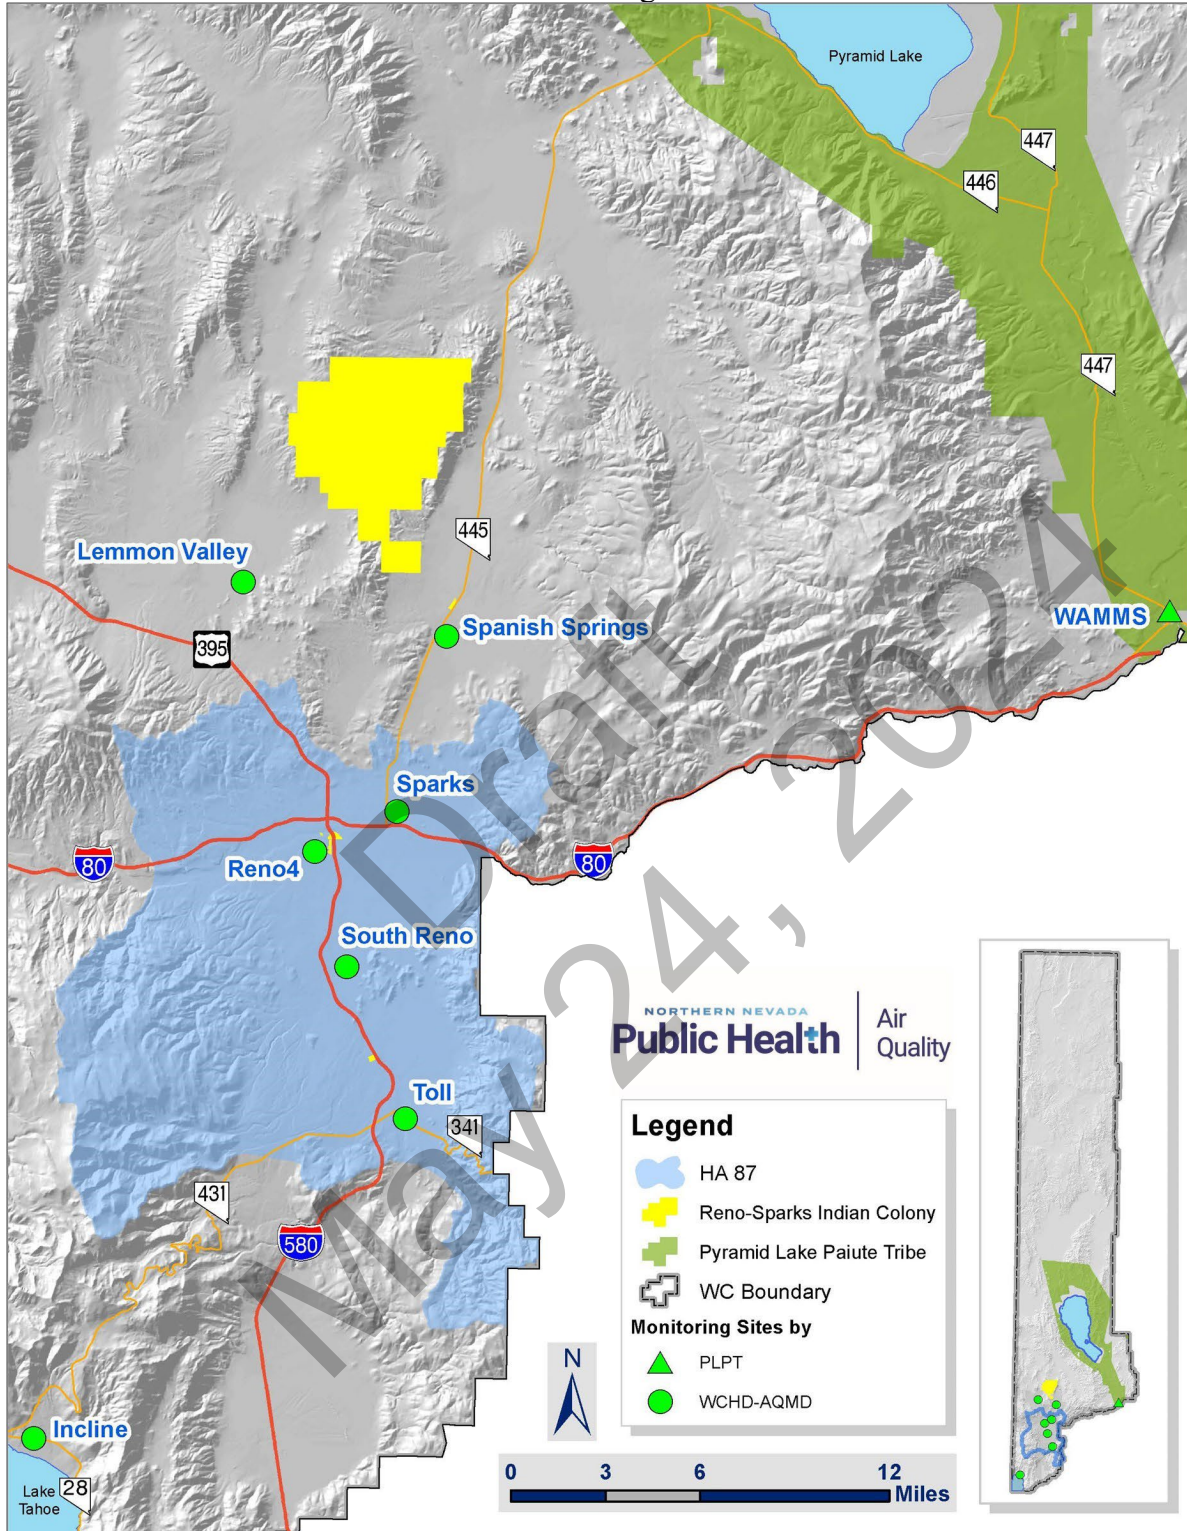 Pyramid Lake
447
446
447
445
Lemmon Valley
395
Spanish Springs
WAMMS
Sparks
80
Reno4
80
South Reno
Toll
341
431
580
Incline
Lake
Tahoe
28
NORTHERN NEVADA
Public Health
Air
Quality
Legend
HA 87
Reno-Sparks Indian Colony
Pyramid Lake Paiute Tribe
WC Boundary
Monitoring Sites by
PLPT
WCHD-AQMD
N
0 3 6 12
Miles
Draft
May 24, 2024